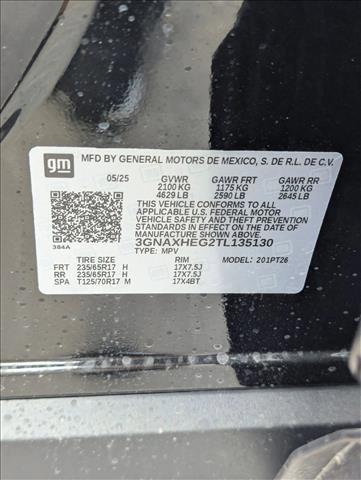 gm MFD BY GENERAL MOTORS DE MEXICO, S. DE R.L. DE C.V.
05/25 GVWR GAWR FRT GAWR RR
2100 KG 1175 KG 1200 KG
4629 LB 2590 LB 2645 LB
THIS VEHICLE CONFORMS TO ALL APPLICABLE U.S. FEDERAL MOTOR
VEHICLE SAFETY AND THEFT PREVENTION
STANDARDS IN EFFECT ON THE DATE OF
MANUFACTURE SHOWN ABOVE.
3GNAXHEG2TL135130
384A TYPE: MPV
TIRE SIZE RIM MODEL: 201PT26
FRT 235/65R17 H 17X7.5J
RR 235/65R17 H 17X7.5J
SPA T125/70R17 M 17X4BT